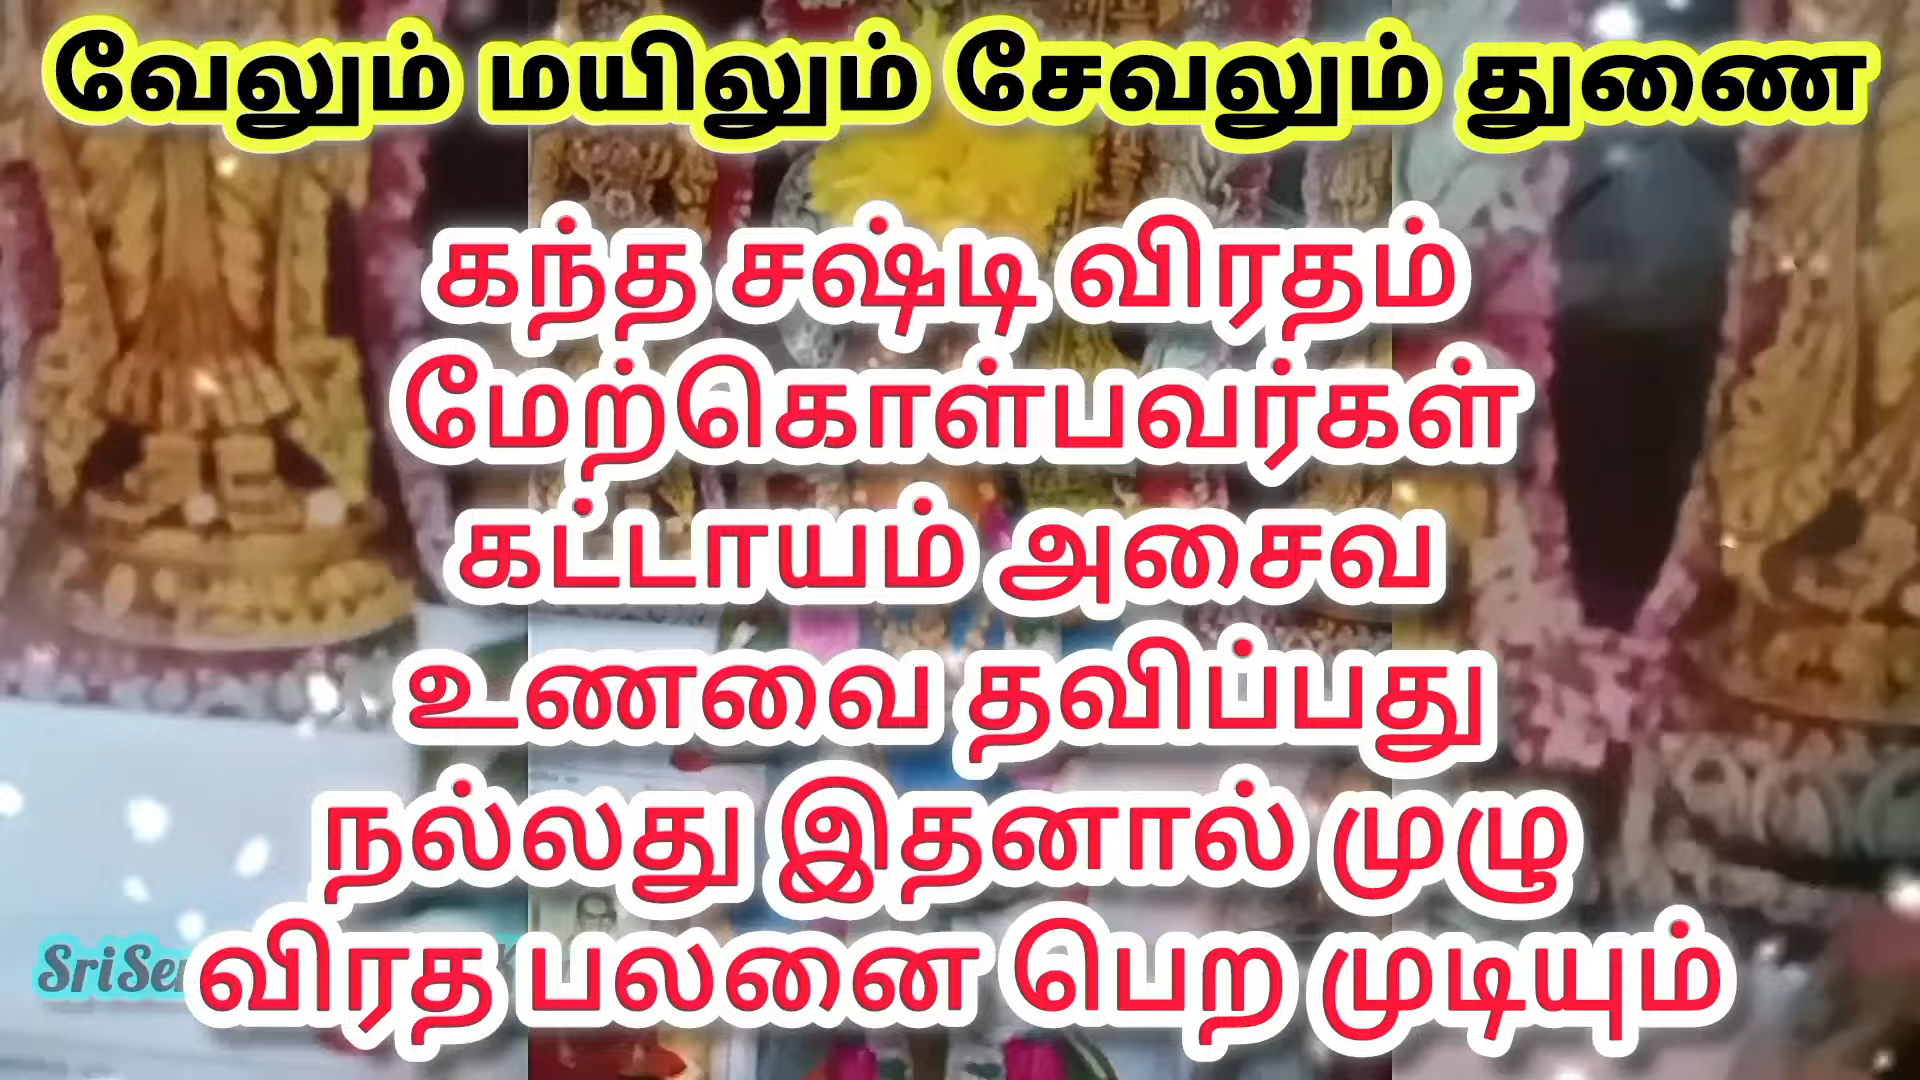 வேலும் மயிலும் சேவலும் துணை
கந்த சஷ்டி விரதம்
மேற்கொள்பவர்கள்
கட்டாயம் அசைவ
உணவை தவிப்பது
நல்லது இதனால் முழு
விரத பலனை பெற முடியும்